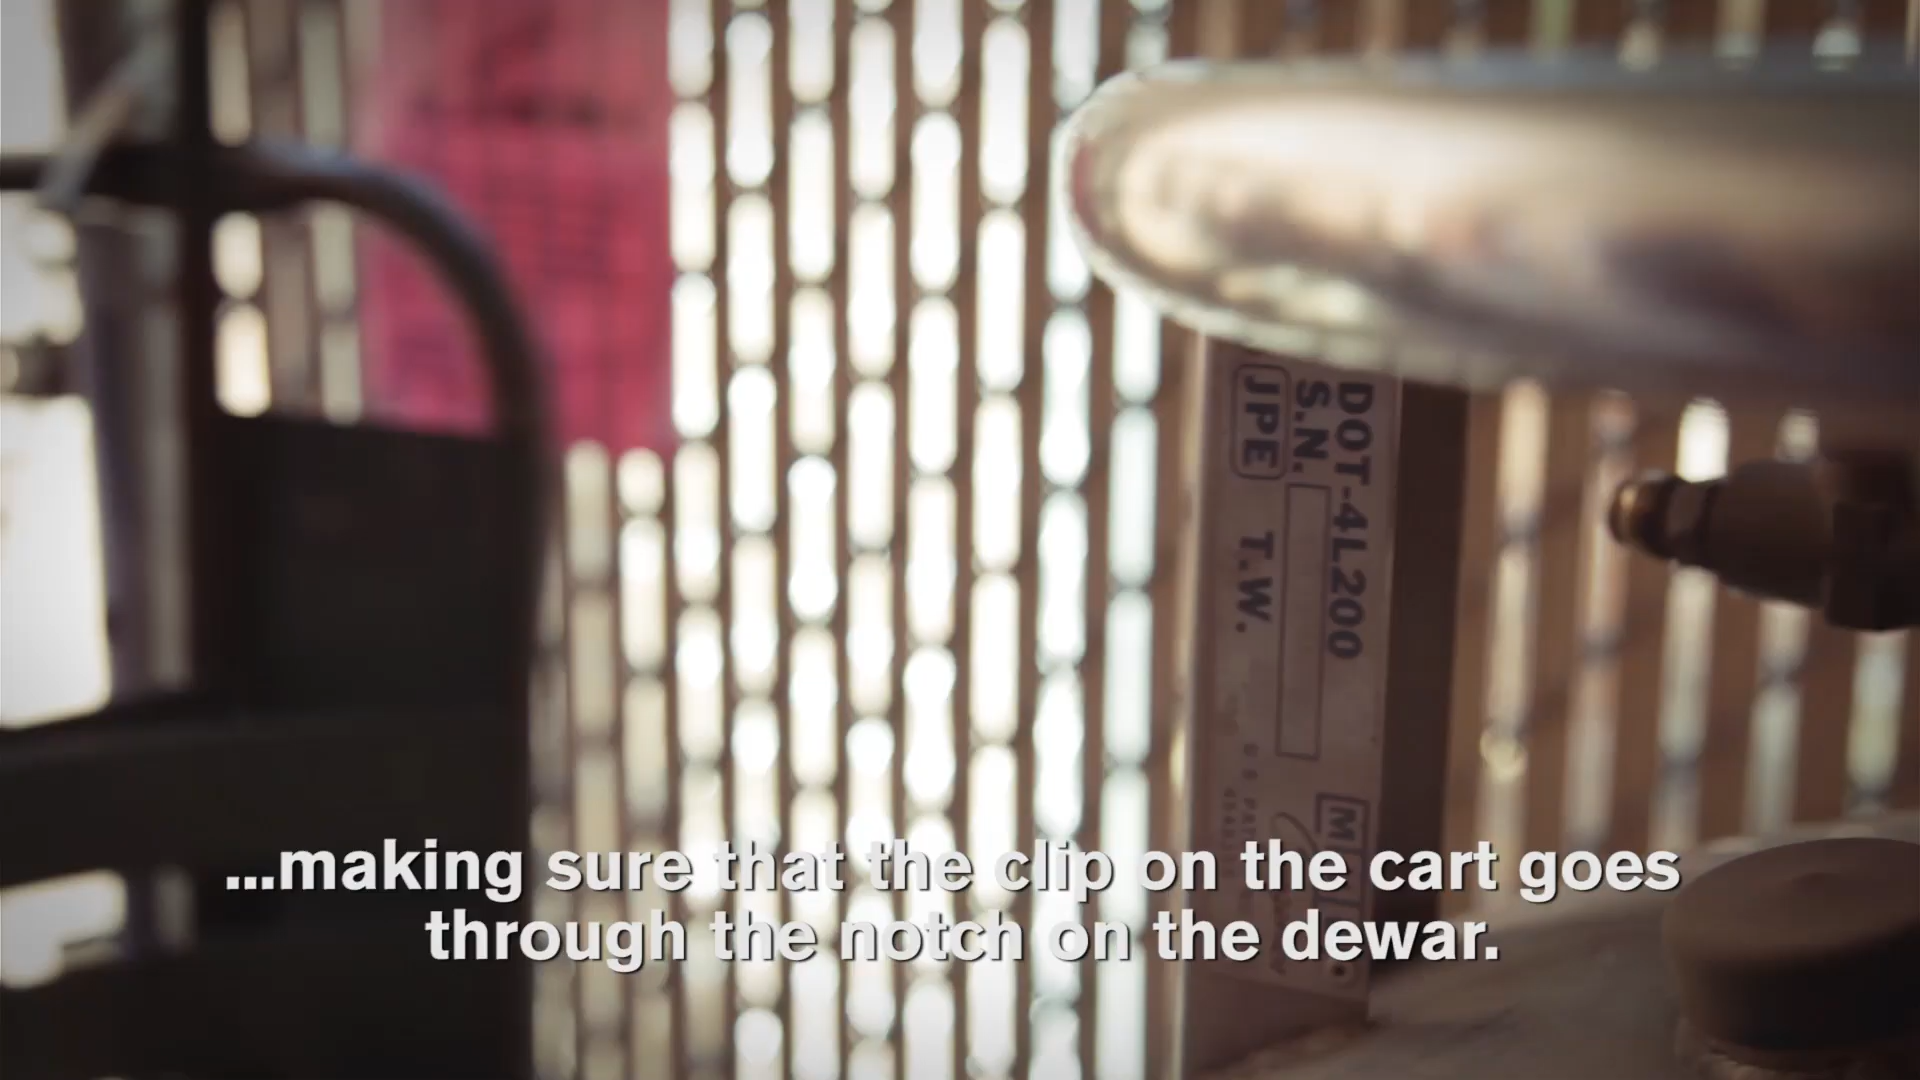 DOT-4L200
S.N.
JPE T.W.
...making sure that the clip on the cart goes
through the notch on the dewar.